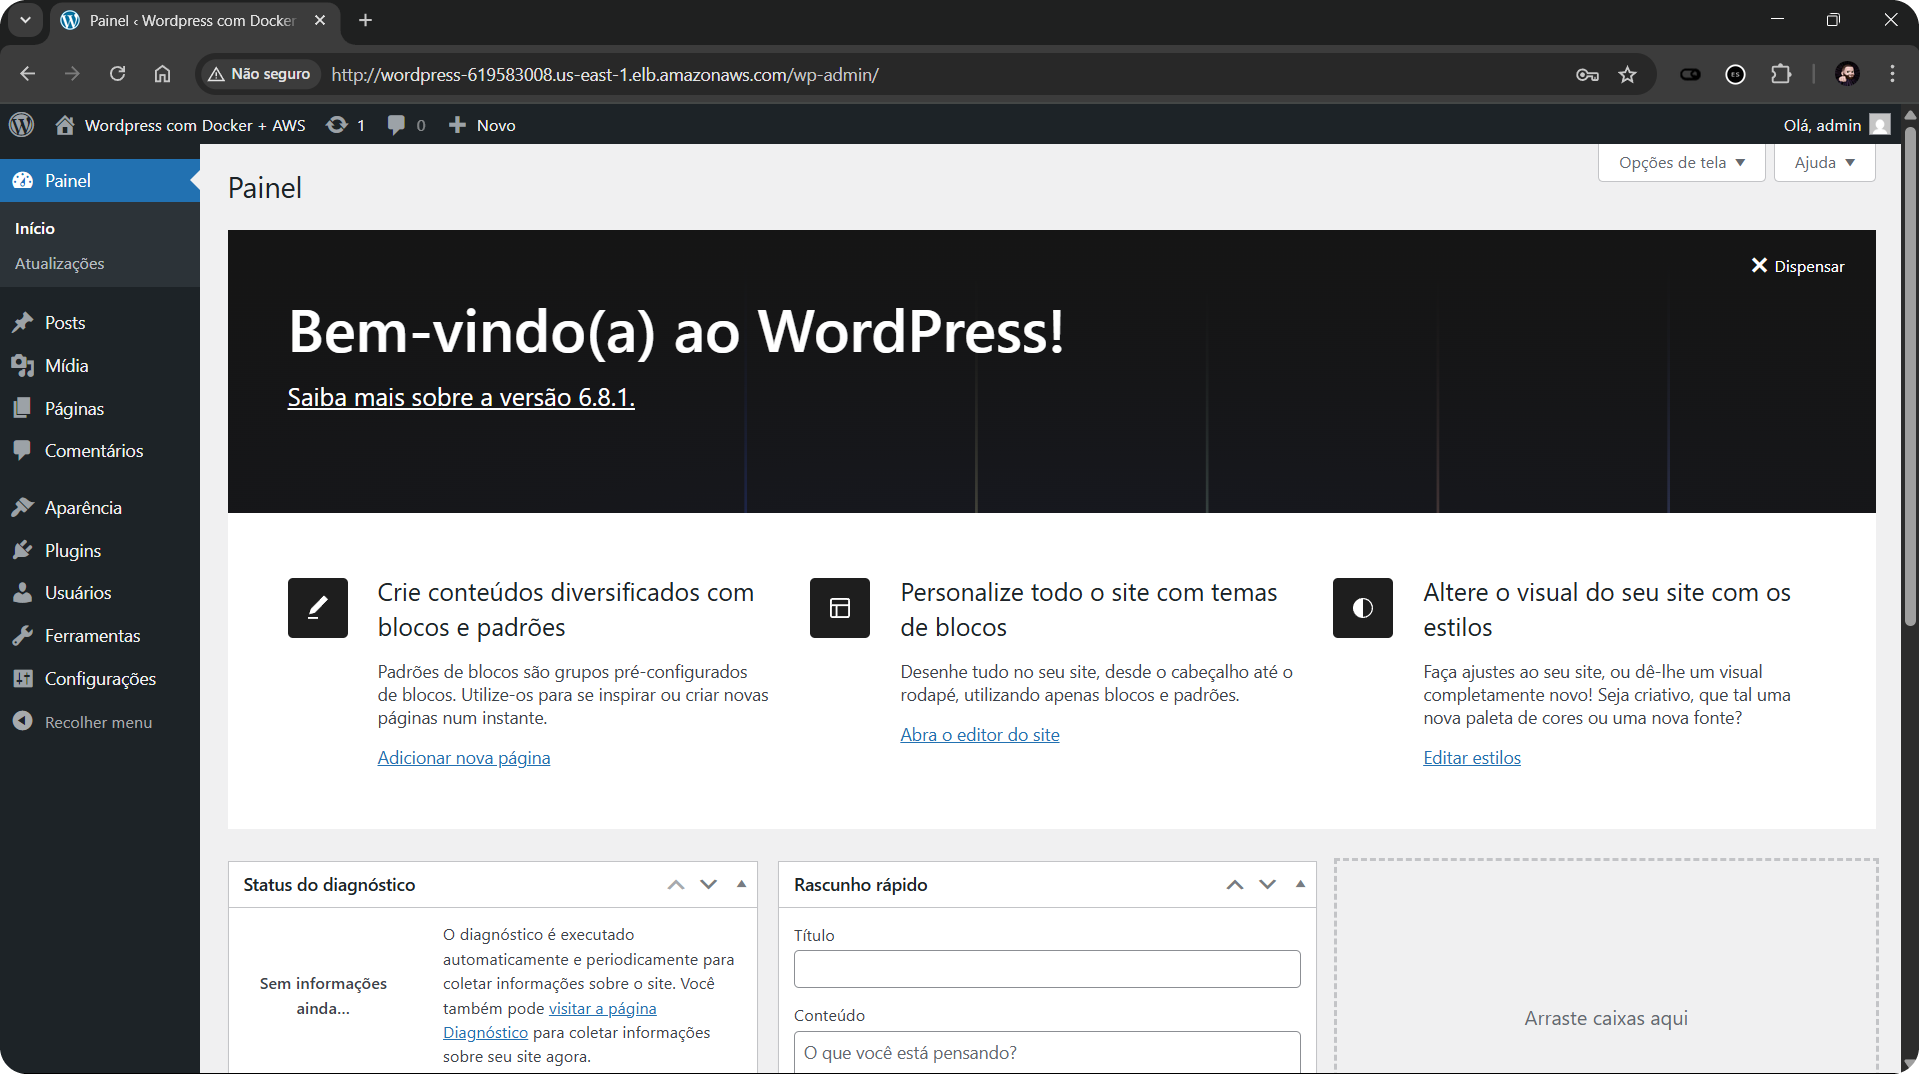 Painel ‹ Wordpress com Docker
Não seguro
http://wordpress-619583008.us-east-1.elb.amazonaws.com/wp-admin/
ES
Wordpress com Docker + AWS
1
0
Novo
Olá, admin
Painel
Início
Atualizações
Posts
Mídia
Páginas
Comentários
Aparência
Plugins
Usuários
Ferramentas
Configurações
Recolher menu
Opções de tela
Ajuda
Painel
Dispensar
Bem-vindo(a) ao WordPress!
Saiba mais sobre a versão 6.8.1.
Crie conteúdos diversificados com
blocos e padrões
Padrões de blocos são grupos pré-configurados
de blocos. Utilize-os para se inspirar ou criar novas
páginas num instante.
Adicionar nova página
Personalize todo o site com temas
de blocos
Desenhe tudo no seu site, desde o cabeçalho até o
rodapé, utilizando apenas blocos e padrões.
Abra o editor do site
Altere o visual do seu site com os
estilos
Faça ajustes ao seu site, ou dê-lhe um visual
completamente novo! Seja criativo, que tal uma
nova paleta de cores ou uma nova fonte?
Editar estilos
Status do diagnóstico
Sem informações
ainda...
O diagnóstico é executado
automaticamente e periodicamente para
coletar informações sobre o site. Você
também pode visitar a página
Diagnóstico para coletar informações
sobre seu site agora.
Rascunho rápido
Título
Conteúdo
O que você está pensando?
Arraste caixas aqui